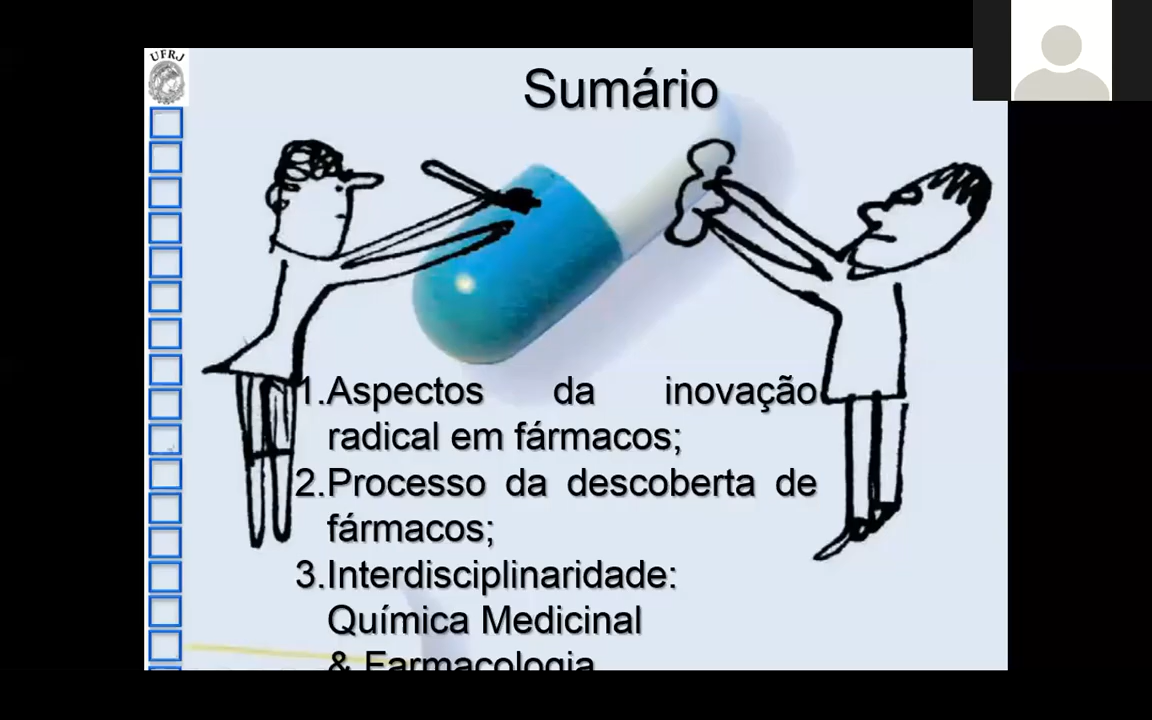 UFRJ
Sumário
1.Aspectos da inovação
radical em fármacos;
2.Processo da descoberta de
fármacos;
3.Interdisciplinaridade:
Química Medicinal
& Farmacologia